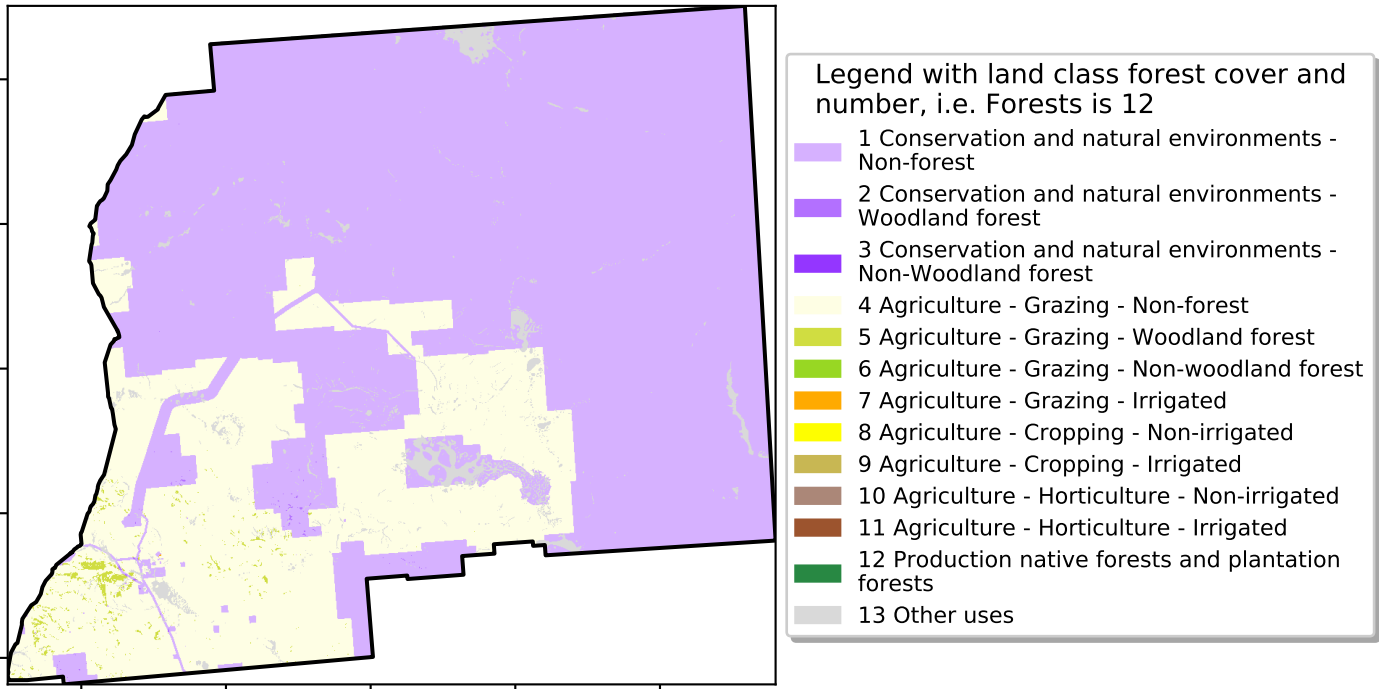 Legend with land class forest cover and
number, i.e. Forests is 12
1 Conservation and natural environments -
Non-forest
2 Conservation and natural environments -
Woodland forest
3 Conservation and natural environments -
Non-Woodland forest
4 Agriculture - Grazing - Non-forest
5 Agriculture - Grazing - Woodland forest
6 Agriculture - Grazing - Non-woodland forest
7 Agriculture - Grazing - Irrigated
8 Agriculture - Cropping - Non-irrigated
9 Agriculture - Cropping - Irrigated
10 Agriculture - Horticulture - Non-irrigated
11 Agriculture - Horticulture - Irrigated
12 Production native forests and plantation
forests
13 Other uses